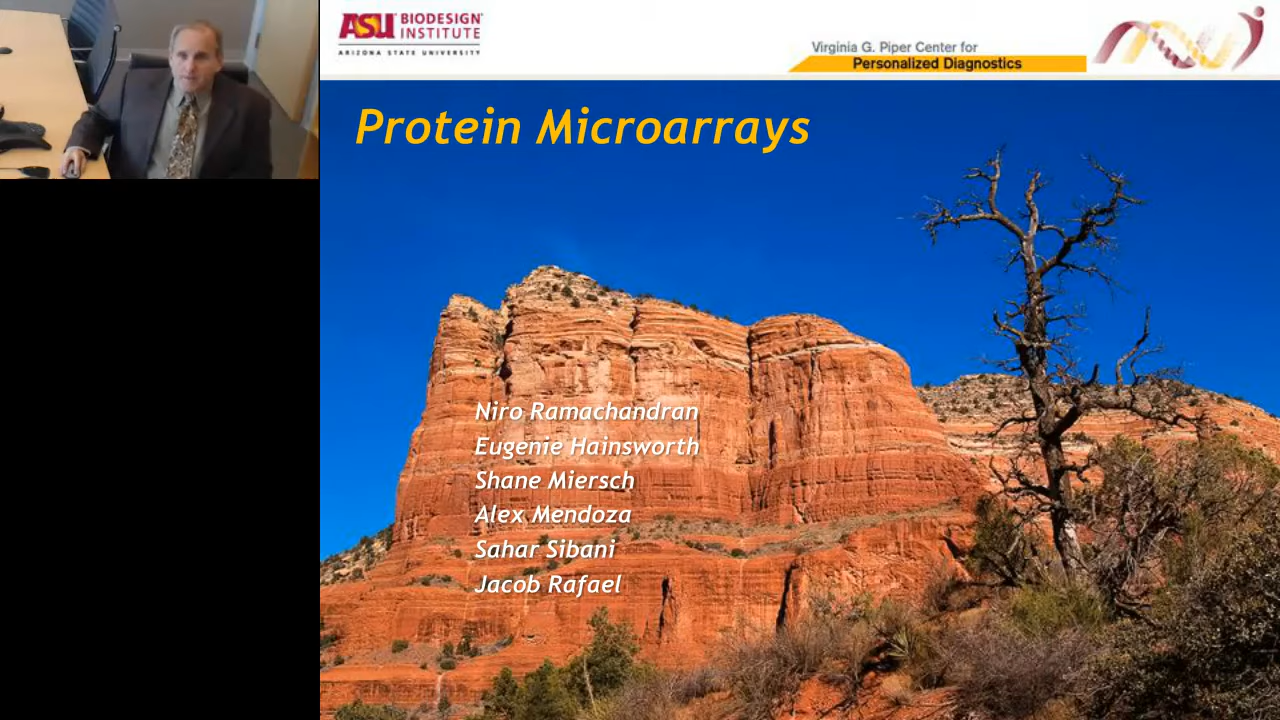 ASU BIODESIGN
INSTITUTE
ARIZONA STATE UNIVERSITY
Virginia G. Piper Center for
Personalized Diagnostics
Protein Microarrays
Niro Ramachandran
Eugenie Hainsworth
Shane Miersch
Alex Mendoza
Sahar Sibani
Jacob Rafael